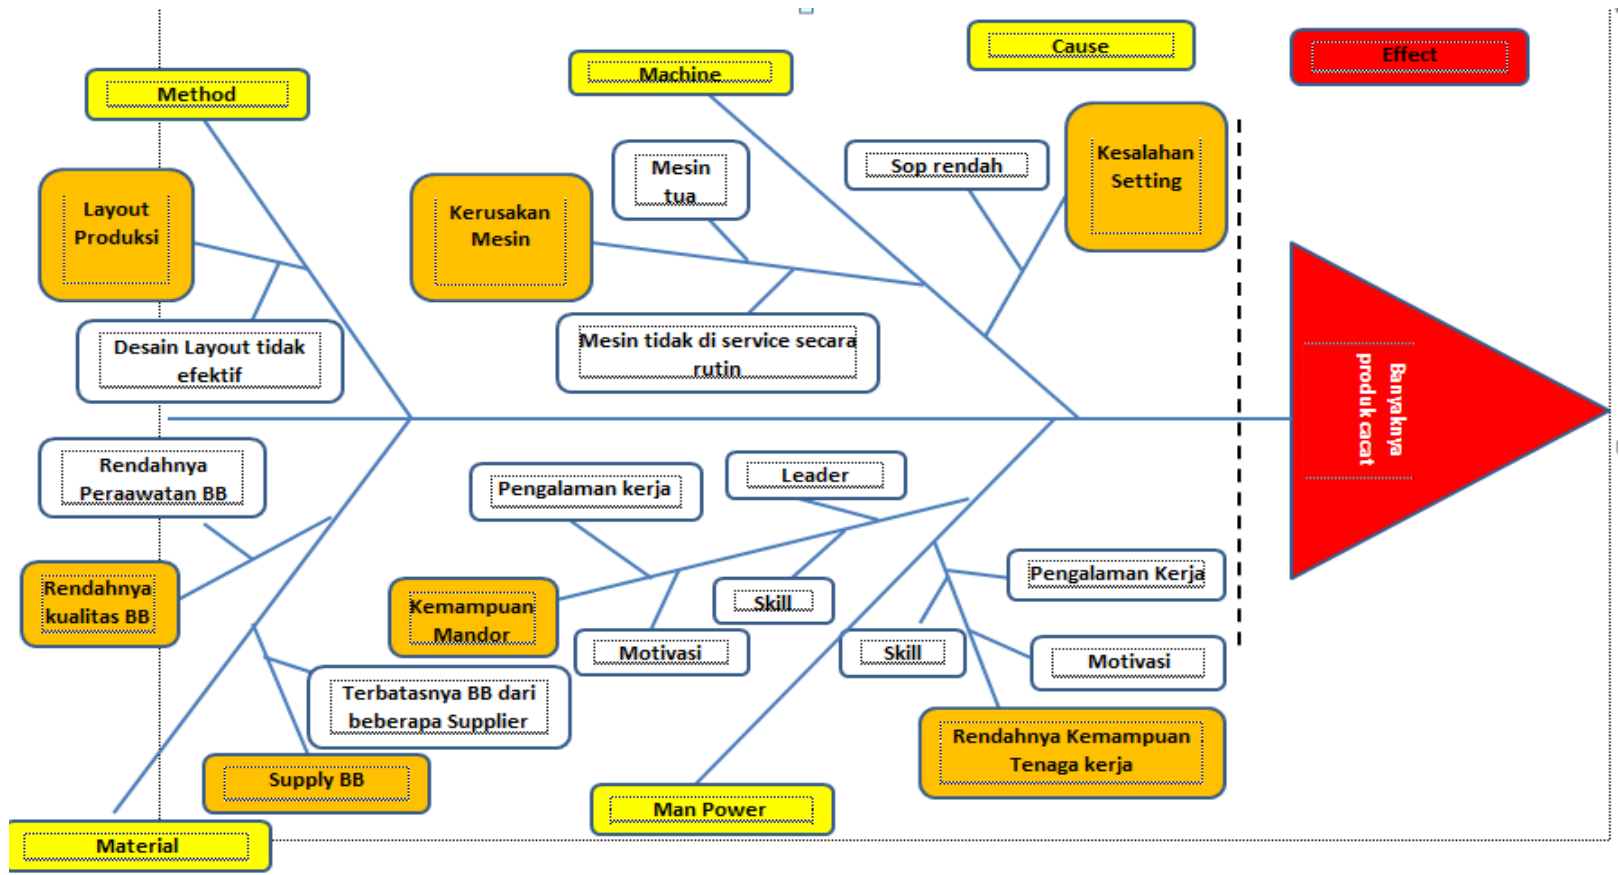 Cause
Effect
Machine
Method
Kesalahan
Setting
Mesin
tua
Sop rendah
Layout
Produksi
Kerusakan
Mesin
Desain Layout tidak
efektif
Mesin tidak di service secara
rutin
Banyaknya
produk cacat
Rendahnya
Peraawatan BB
Pengalaman kerja
Leader
Rendahnya
kualitas BB
Kemampuan
Mandor
Skill
Motivasi
Pengalaman Kerja
Skill
Motivasi
Terbatasnya BB dari
beberapa Supplier
Supply BB
Rendahnya Kemampuan
Tenaga kerja
Man Power
Material